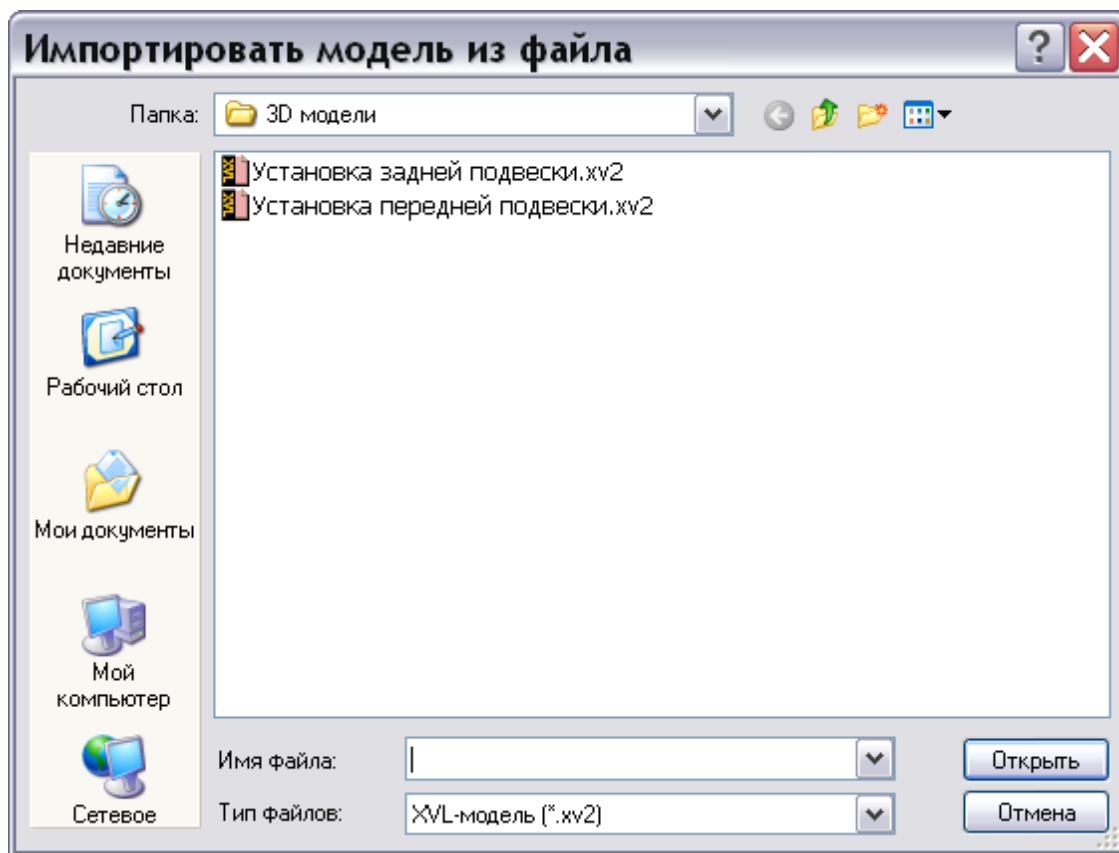 Импортировать модель из файла
Папка: 3D модели
Установка задней подвески.xv2
Установка передней подвески.xv2
Недавние
документы
Рабочий стол
Мои документы
Мой
компьютер
Сетевое
Имя файла:
Открыть
Тип файлов: XVL-модель (*.xv2)
Отмена